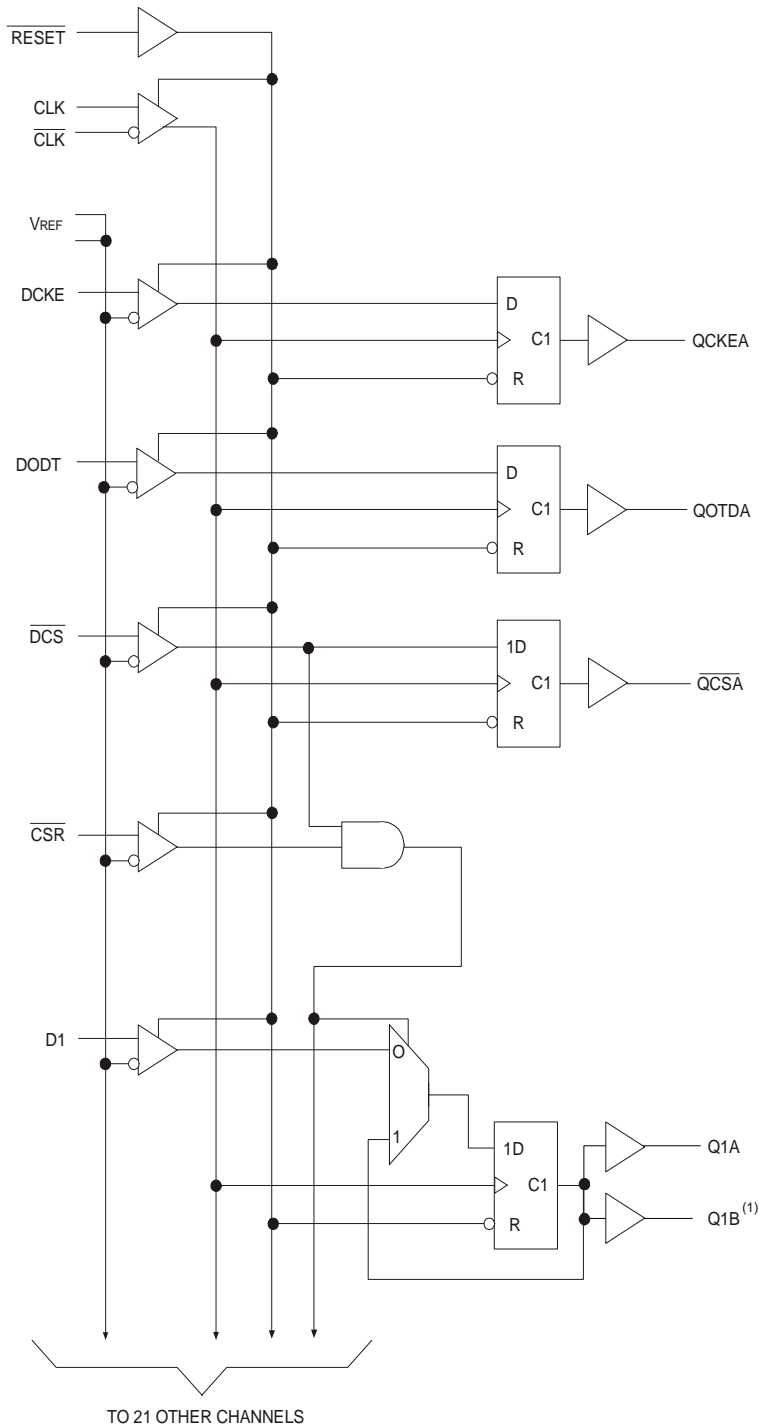 RESET
CLK
CLK
VREF
DCKE
D
C1
R
QCKEA
DODT
D
C1
R
QOTDA
DCS
1D
C1
R
QCSA
CSR
D1
O
1
1D
C1
R
Q1A
Q1B(1)
TO 21 OTHER CHANNELS